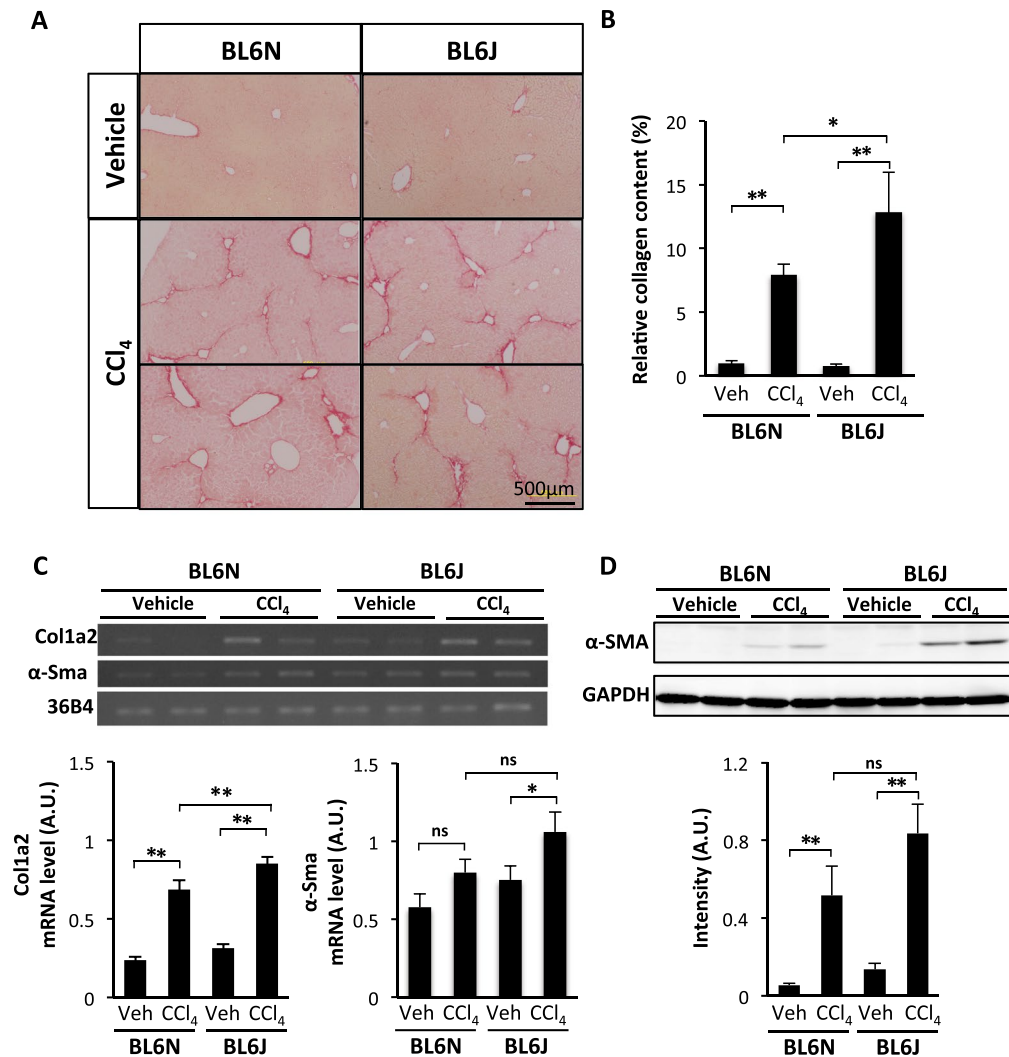 A
BL6N BL6J
Vehicle
CCl₄
500μm
B
Relative collagen content (%)
20
15
10
5
0
*
**
**
Veh CCl₄ Veh CCl₄
BL6N BL6J
C
BL6N BL6J
Vehicle CCl₄ Vehicle CCl₄
Col1a2
α-Sma
36B4
Col1a2
mRNA level (A.U.)
1.5
1
0.5
0
**
**
**
Veh CCl₄ Veh CCl₄
BL6N BL6J
α-Sma
mRNA level (A.U.)
1.5
1
0.5
0
ns
*
ns
Veh CCl₄ Veh CCl₄
BL6N BL6J
D
BL6N BL6J
Vehicle CCl₄ Vehicle CCl₄
α-SMA
GAPDH
Intensity (A.U.)
1.2
0.8
0.4
0
ns
**
**
Veh CCl₄ Veh CCl₄
BL6N BL6J